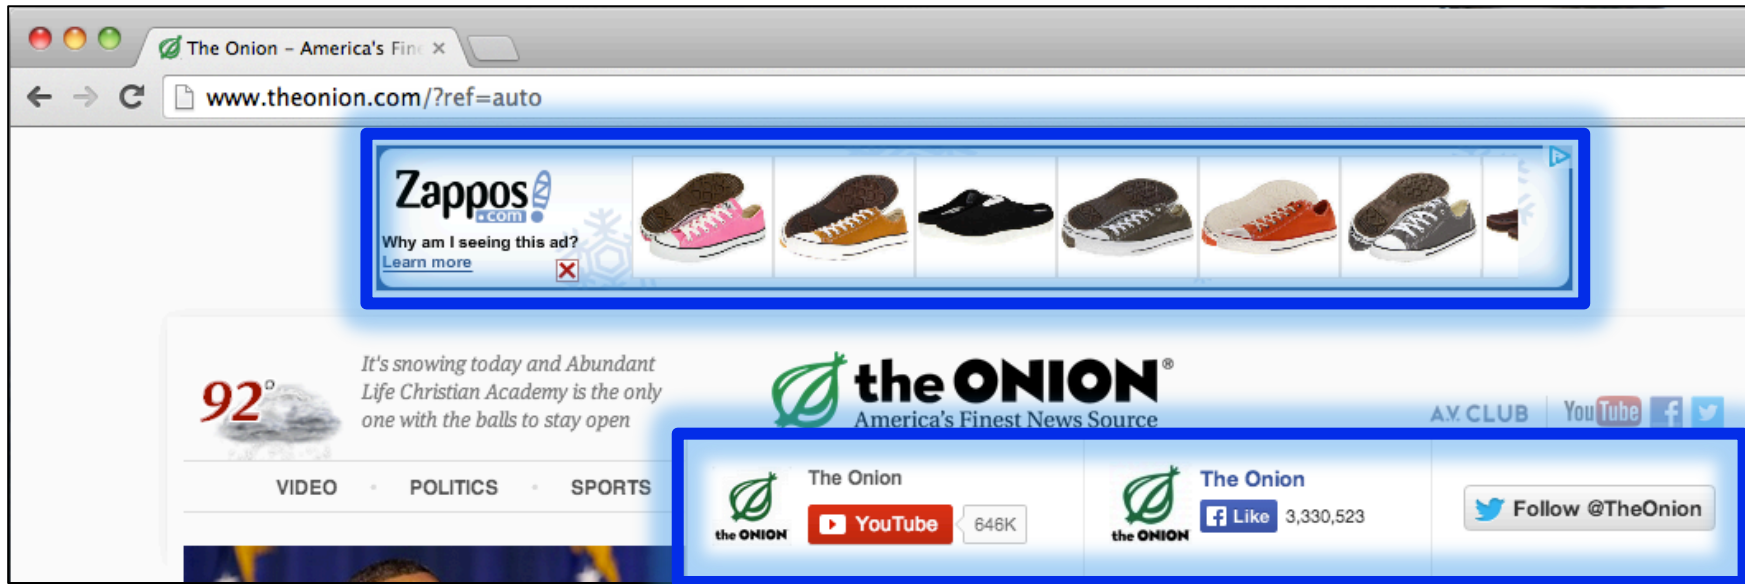 The Onion – America's Fine
www.theonion.com/?ref=auto
Zappos
.com
Why am I seeing this ad?
Learn more
92°
It's snowing today and Abundant
Life Christian Academy is the only
one with the balls to stay open
the ONION®
America's Finest News Source
A.V. CLUB
YouTube
VIDEO • POLITICS • SPORTS
the ONION
The Onion
YouTube 646K
the ONION
The Onion
Like 3,330,523
Follow @TheOnion